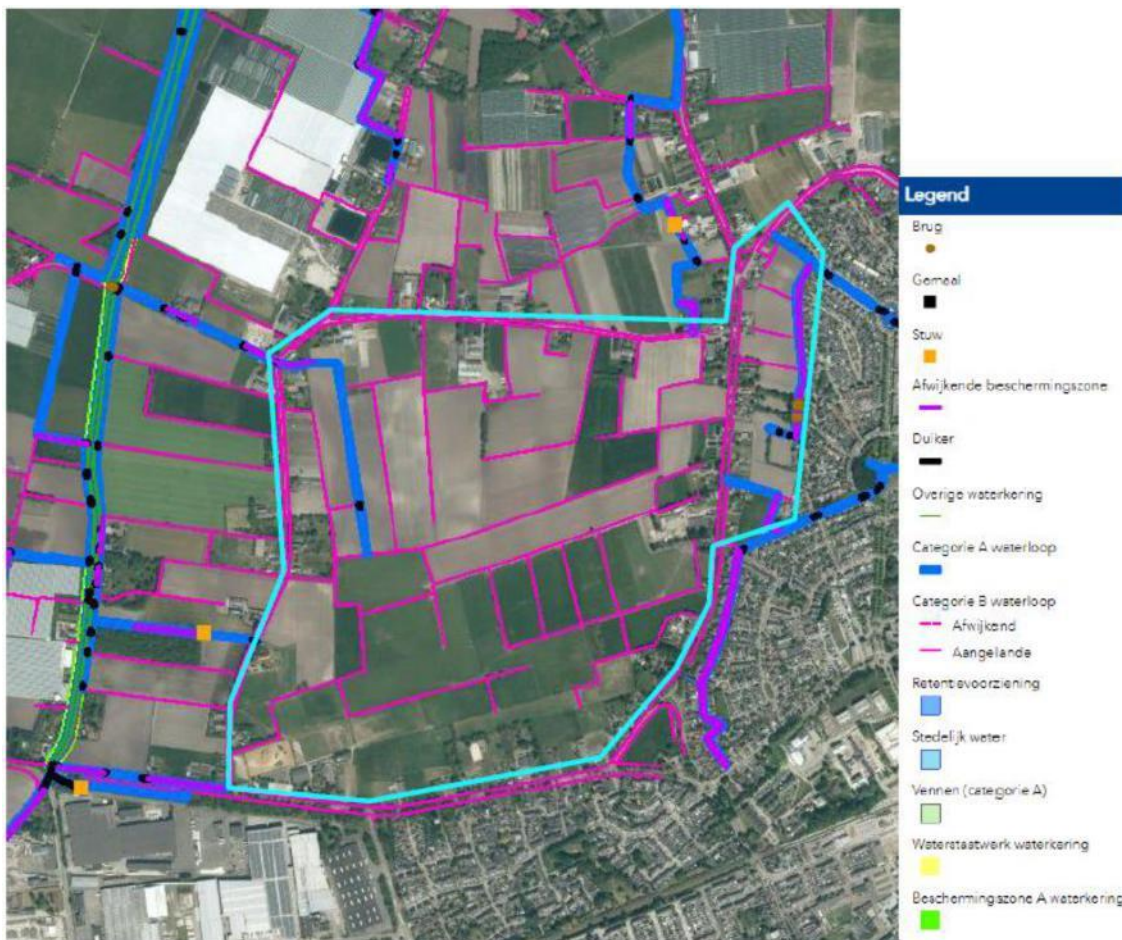 Legend
Brug
Gemaal
Stuw
Afwijkende beschermingszone
Duiker
Overige waterkering
Categorie A waterloop
Categorie B waterloop
Afwijkend
Aangelande
Retentievoorziening
Stedelijk water
Vennen (categorie A)
Waterstaatwerk waterkering
Beschermingszone A waterkering